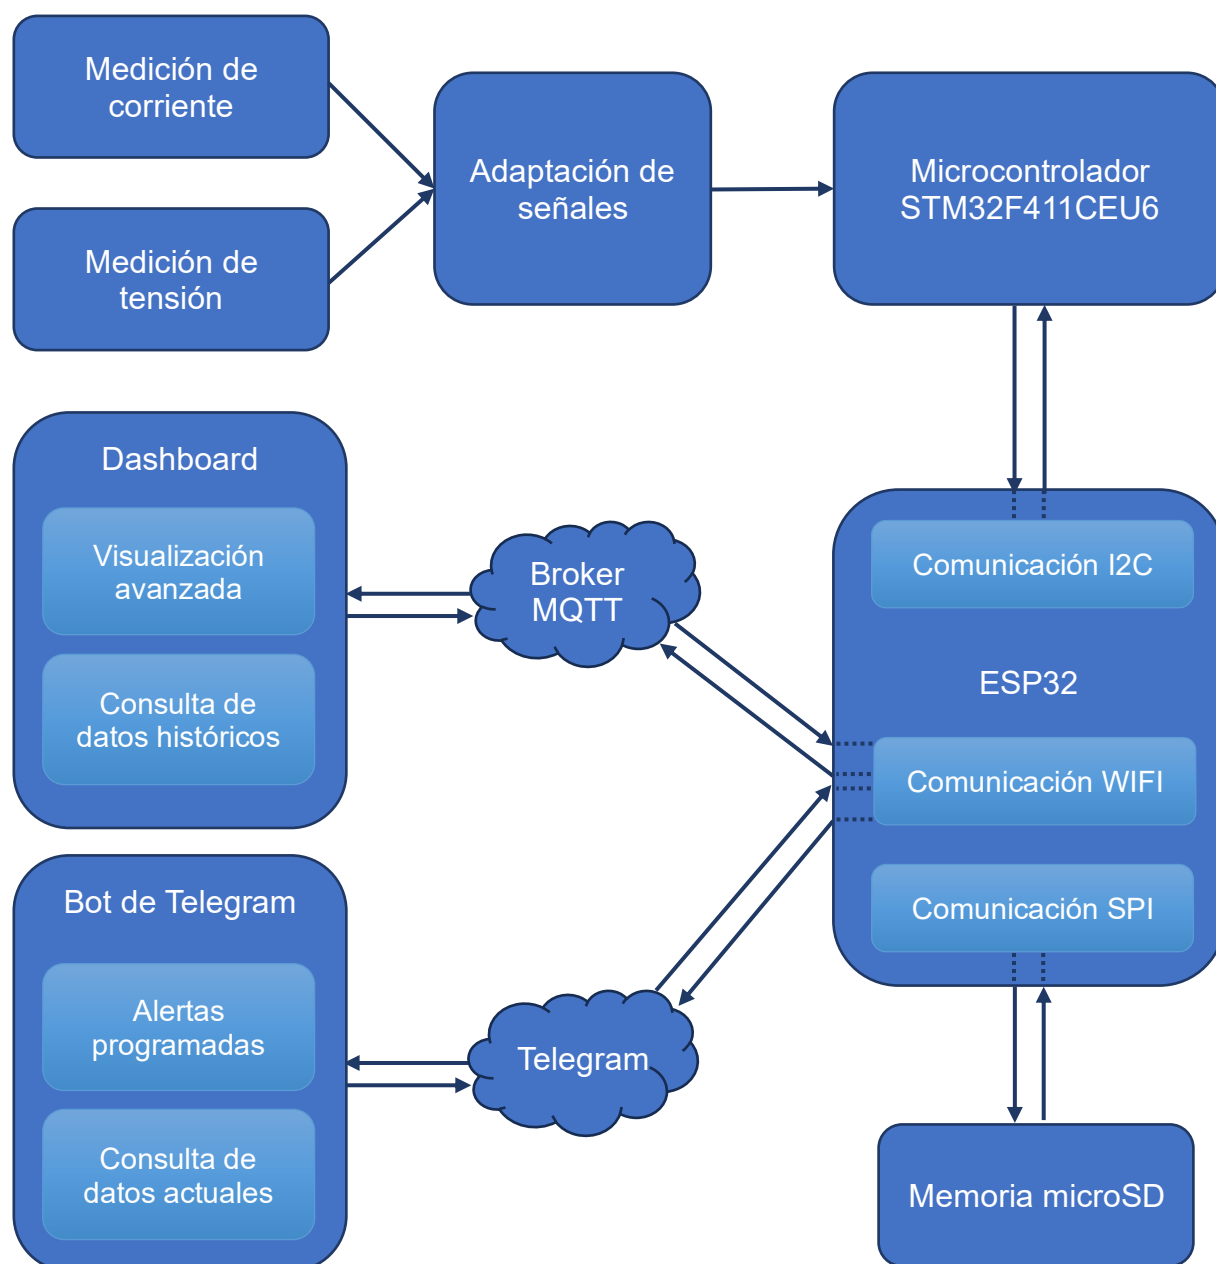 Medición de
corriente
Medición de
tensión
Adaptación de
señales
Microcontrolador
STM32F411CEU6
Dashboard
Visualización
avanzada
Consulta de
datos históricos
Broker
MQTT
Comunicación I2C
ESP32
Comunicación WIFI
Comunicación SPI
Bot de Telegram
Alertas
programadas
Consulta de
datos actuales
Telegram
Memoria microSD